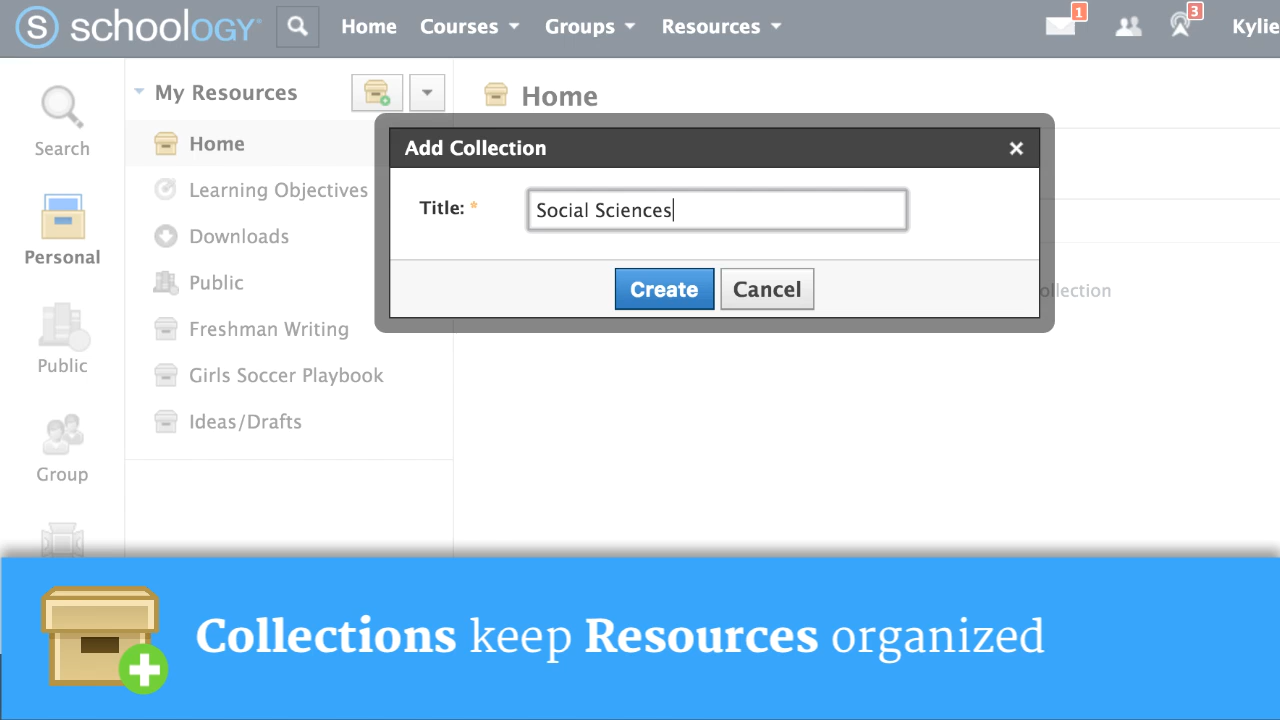 S schoology
Home
Courses
Groups
Resources
1
3
Kylie
Search
Personal
Public
Group
My Resources
Home
Learning Objectives
Downloads
Public
Freshman Writing
Girls Soccer Playbook
Ideas/Drafts
Home
Add Collection
×
Title: *
Social Sciences
Create
Cancel
ollection
Collections keep Resources organized